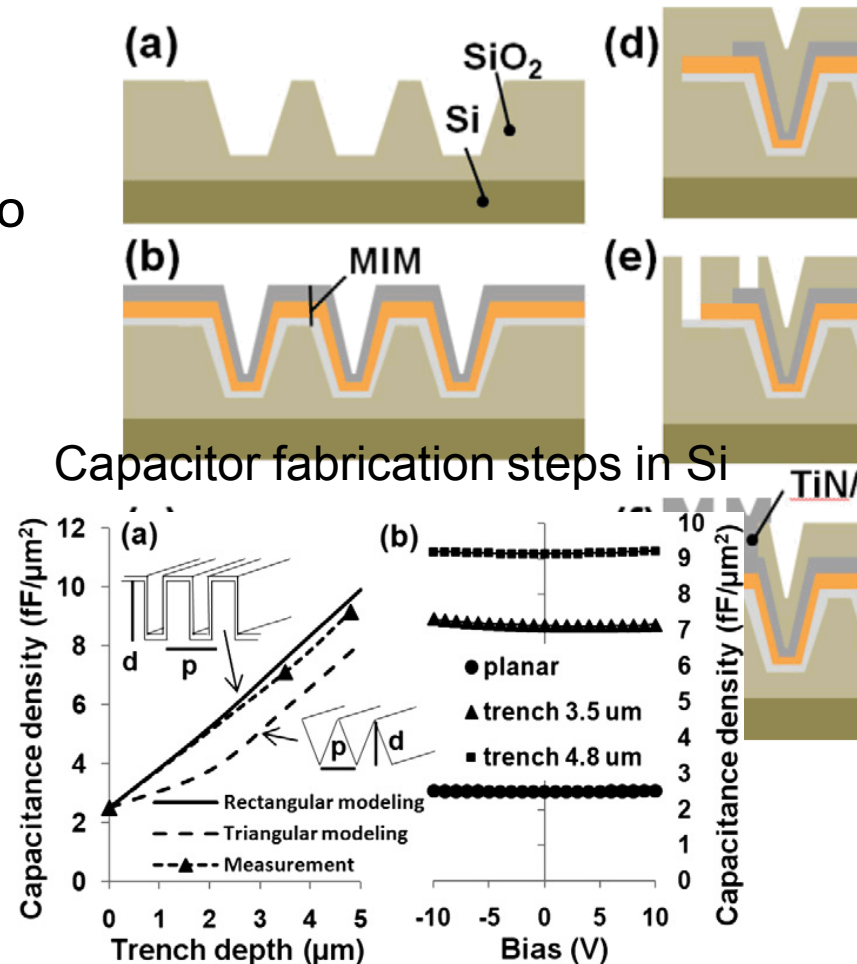 (a)
SiO2
Si
(d)
o
(b)
MIM
(e)
Capacitor fabrication steps in Si
TiN/
Capacitance density (fF/µm²)
12
10
8
6
4
2
0
(a)
d
p
p
d
Rectangular modeling
Triangular modeling
Measurement
0 1 2 3 4 5
Trench depth (µm)
(b)
planar
trench 3.5 um
trench 4.8 um
-10 -5 0 5 10
Bias (V)
10
9
8
7
6
5
4
3
2
1
0
Capacitance density (fF/µm²)